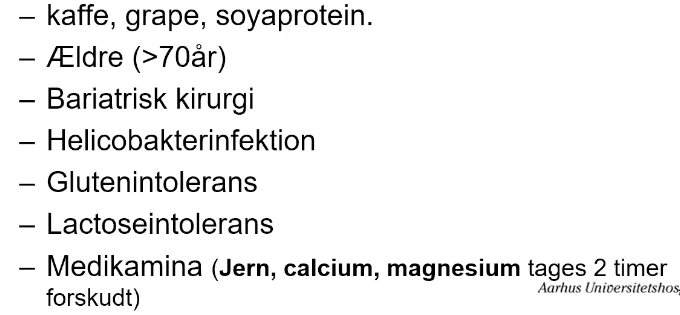 – kaffe, grape, soyaprotein.
– Ældre (>70år)
– Bariatrisk kirurgi
– Helicobakterinfektion
– Glutenintolerans
– Lactoseintolerans
– Medikamina (Jern, calcium, magnesium tages 2 timer
forskudt)
Aarhus Universitetshos